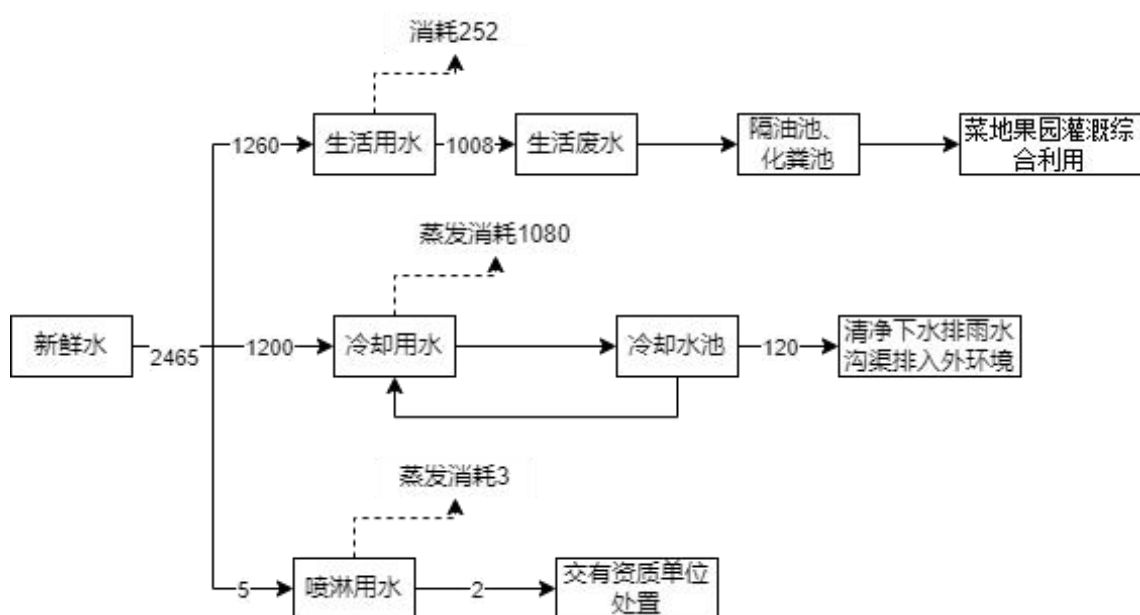 消耗252
1260
生活用水
1008
生活废水
隔油池、
化粪池
菜地果园灌溉综
合利用
蒸发消耗1080
新鲜水
2465
1200
冷却用水
冷却水池
120
清净下水排雨水
沟渠排入外环境
蒸发消耗3
5
喷淋用水
2
交有资质单位
处置